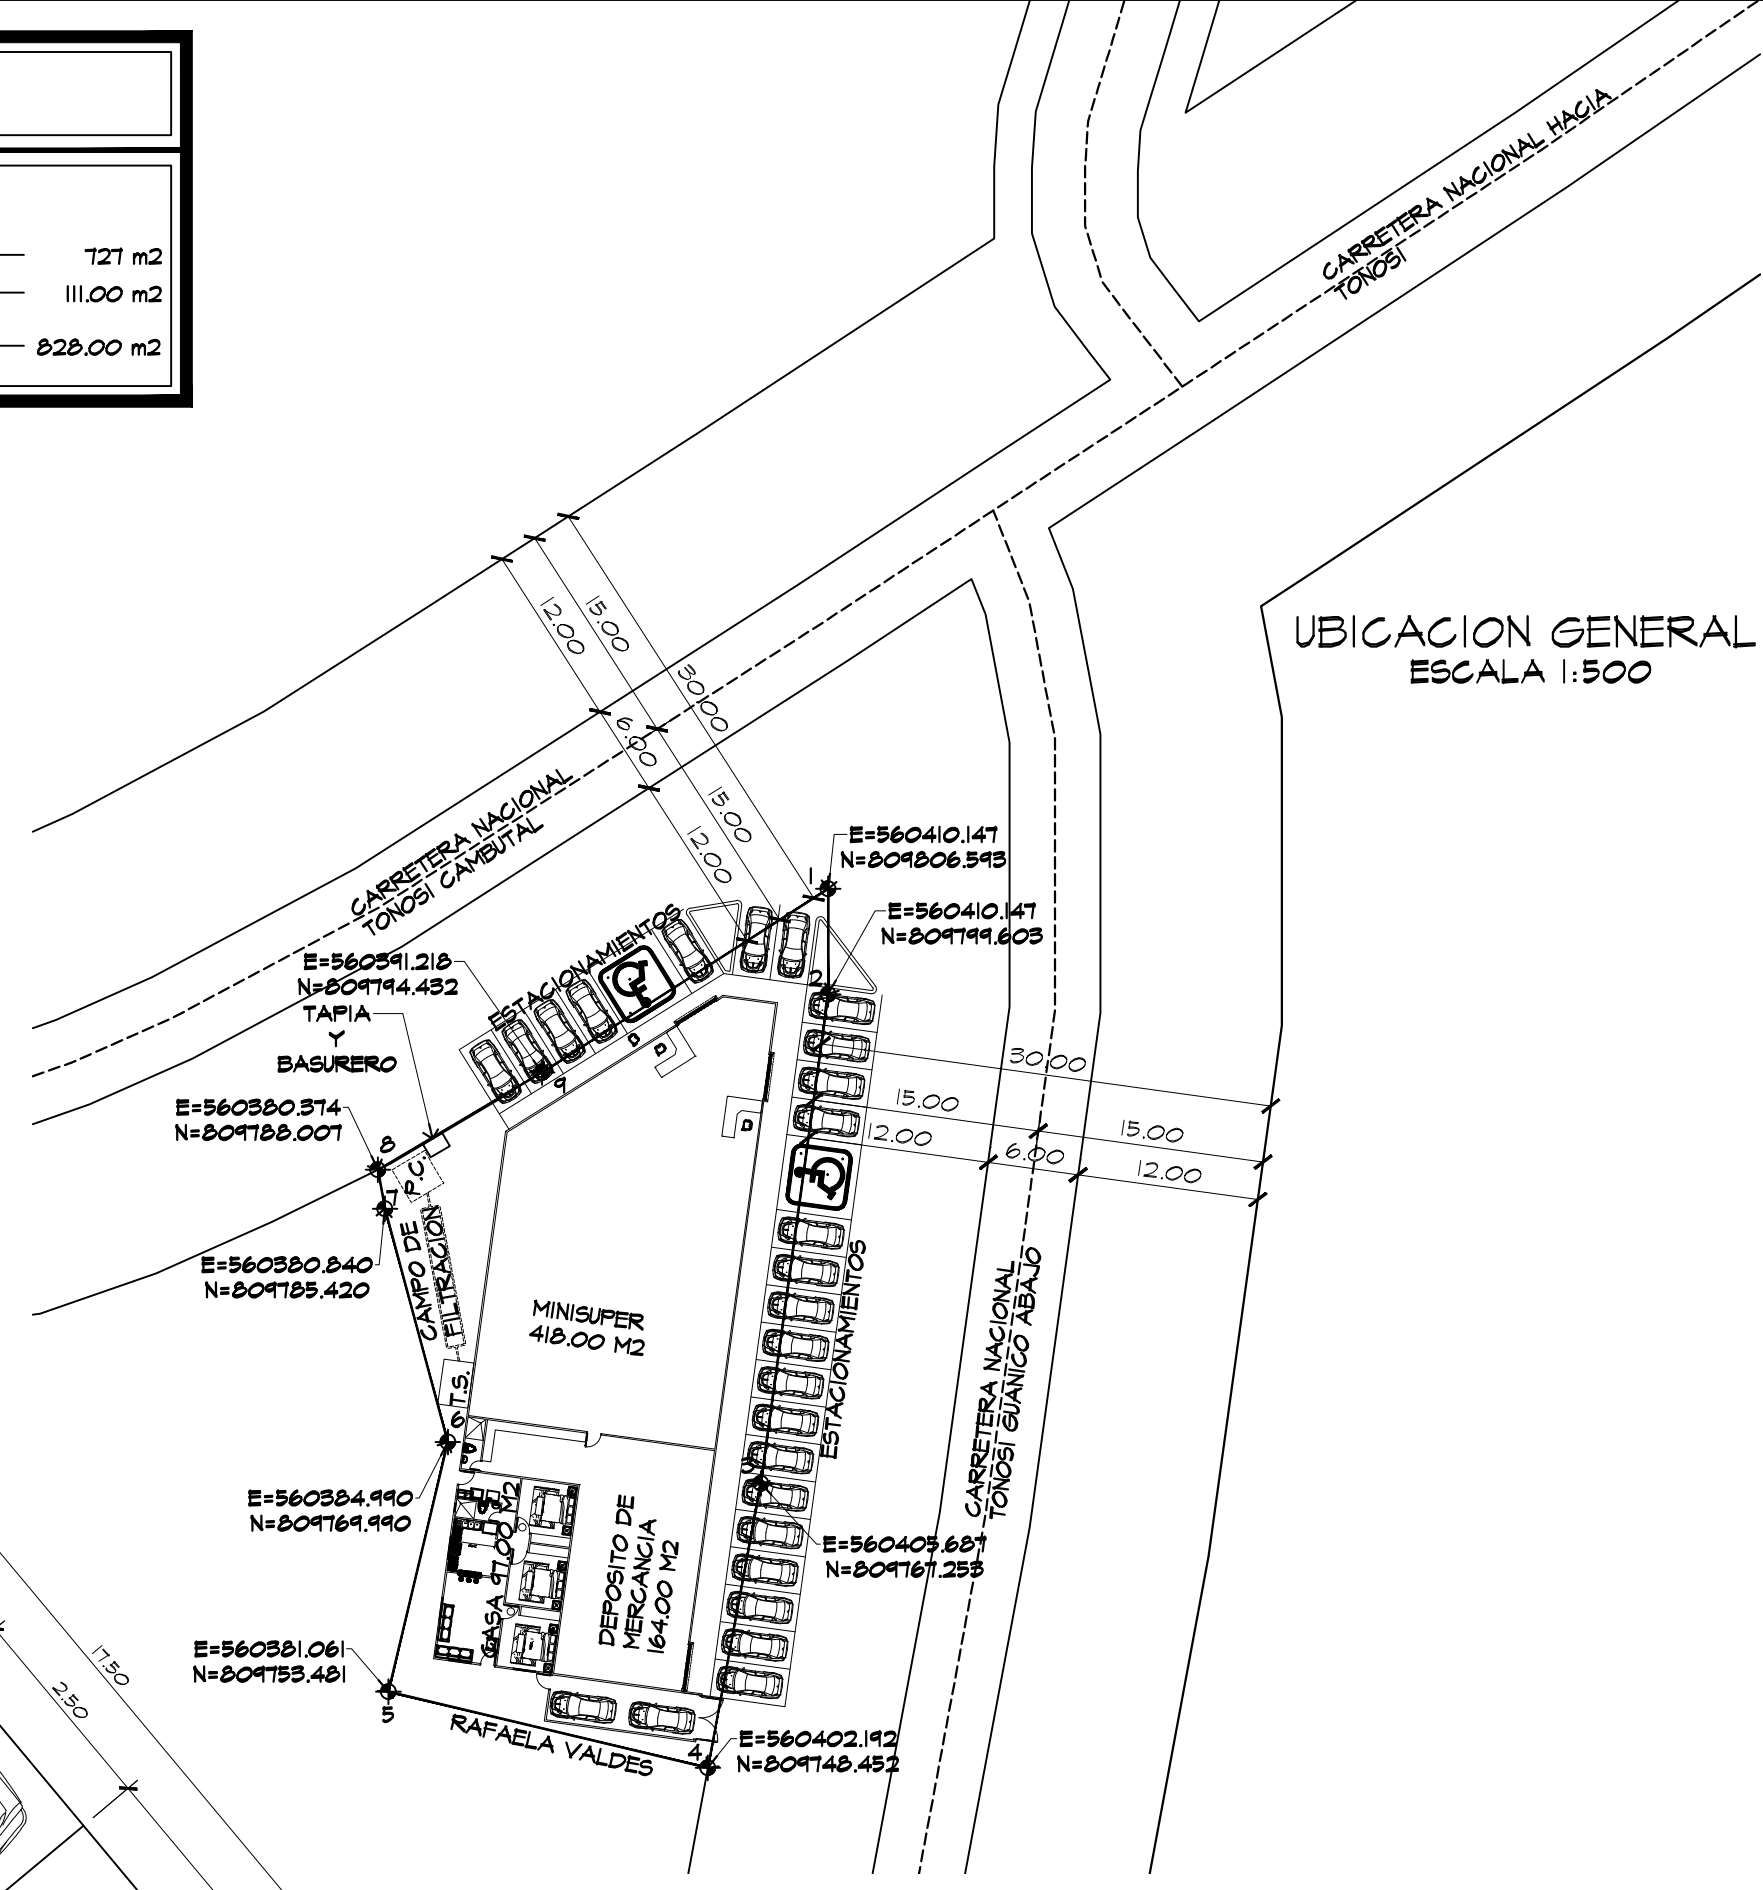 727 m2
111.00 m2
828.00 m2
CARRETERA NACIONAL HACIA
TONOSI
UBICACION GENERAL
ESCALA 1:500
12.00
15.00
30.00
6.00
15.00
12.00
CARRETERA NACIONAL
TONOSI CAMBUTAL
E=560410.147
N=809806.593
1
E=560410.147
N=809799.603
2
ESTACIONAMIENTOS
E=560391.218
N=809794.432
TAPIA
Y
BASURERO
9
D
D
D
30.00
15.00
15.00
12.00
6.00
12.00
E=560380.374
N=809788.007
8
P.C.
7
E=560380.840
N=809785.420
CAMPO DE
FILTRACION
T.S.
6
MINISUPER
418.00 M2
ESTACIONAMIENTOS
CARRETERA NACIONAL
TONOSI GUANICO ABAJO
E=560384.990
N=809769.990
3
E=560405.687
N=809767.253
CASA 97.00 M2
DEPOSITO DE
MERCANCIA
164.00 M2
E=560381.061
N=809753.481
5
RAFAELA VALDES
4
E=560402.192
N=809748.452
17.50
2.50